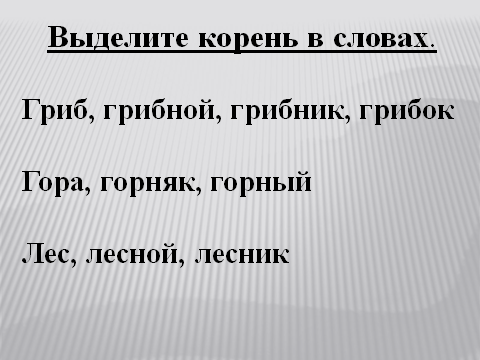 Выделите корень в словах.
Гриб, грибной, грибник, грибок
Гора, горняк, горный
Лес, лесной, лесник